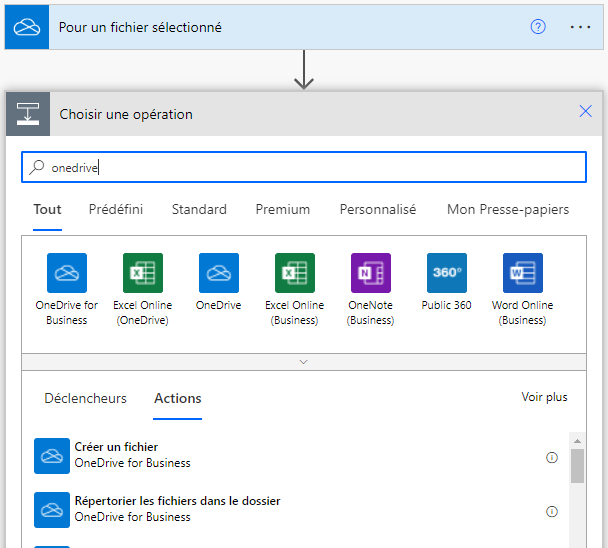 Pour un fichier sélectionné
Choisir une opération
onedrive
Tout Prédéfini Standard Premium Personnalisé Mon Presse-papiers
OneDrive for Business
Excel Online (OneDrive)
OneDrive
Excel Online (Business)
OneNote (Business)
360°
Public 360
Word Online (Business)
Déclencheurs Actions Voir plus
Créer un fichier
OneDrive for Business
Répertorier les fichiers dans le dossier
OneDrive for Business